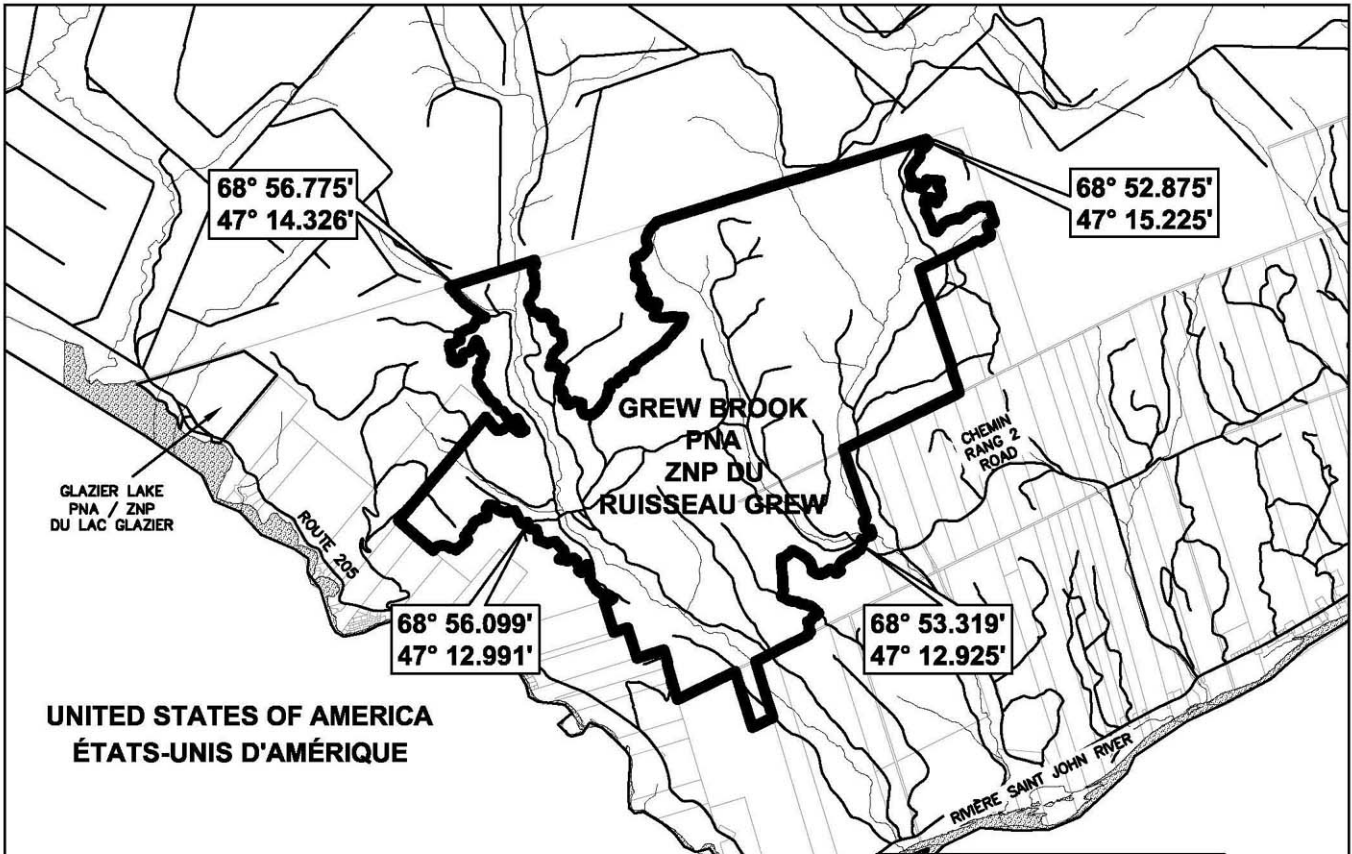 68° 56.775'
47° 14.326'
68° 52.875'
47° 15.225'
GREW BROOK
PNA
ZNP DU
RUISSEAU GREW
CHEMIN
RANG 2
ROAD
GLAZIER LAKE
PNA / ZNP
DU LAC GLAZIER
ROUTE 205
68° 56.099'
47° 12.991'
68° 53.319'
47° 12.925'
UNITED STATES OF AMERICA
ÉTATS-UNIS D'AMÉRIQUE
RIVIÈRE SAINT JOHN RIVER